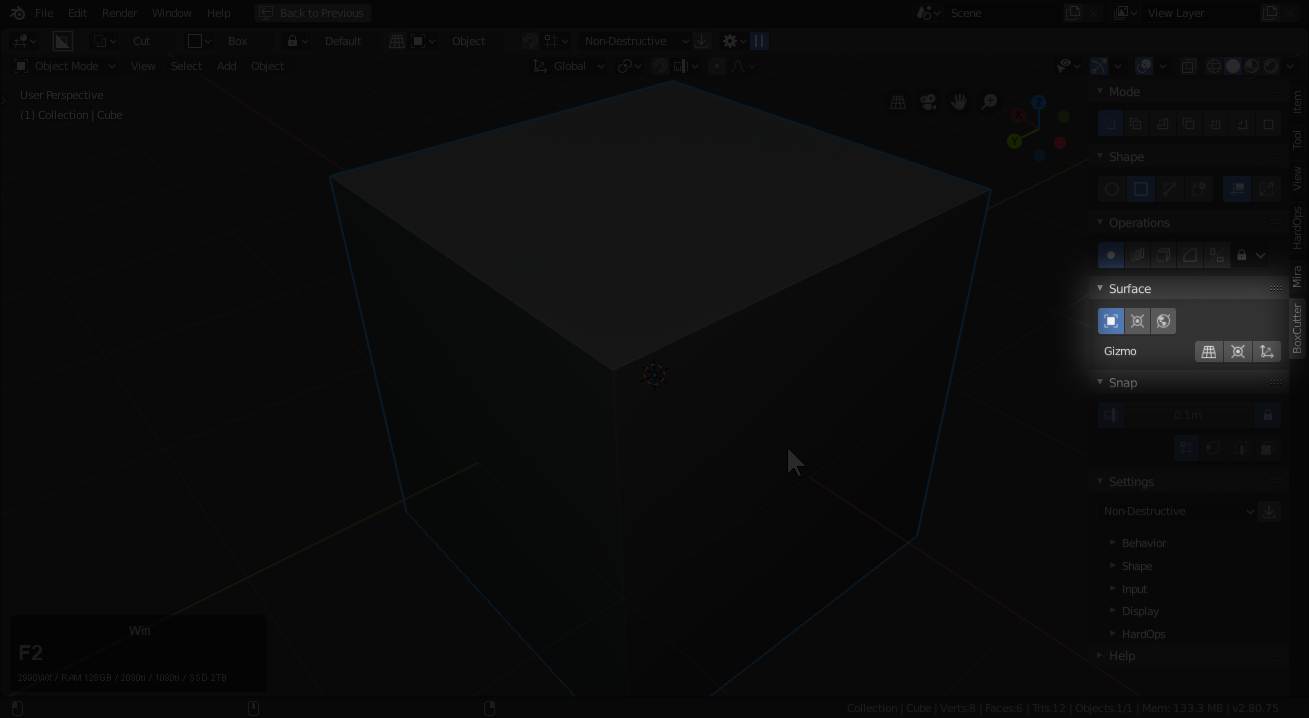 File Edit Render Window Help Back to Previous Scene View Layer
Cut Box Default Object Non-Destructive
Object Mode View Select Add Object Global
User Perspective
(1) Collection | Cube
X
Y
Z
Mode
Shape
Operations
Surface
Gizmo
Snap
0.1m
Settings
Non-Destructive
Behavior
Shape
Input
Display
HardOps
Help
Item
Tool
View
HardOps
Mira
BoxCutter
Win
F2
2990WX / RAM 128GB / 2080ti / 1080ti / SSD 2TB
Collection | Cube | Verts:8 | Faces:6 | Tris:12 | Objects:1/1 | Mem: 133.3 MB | v2.80.75